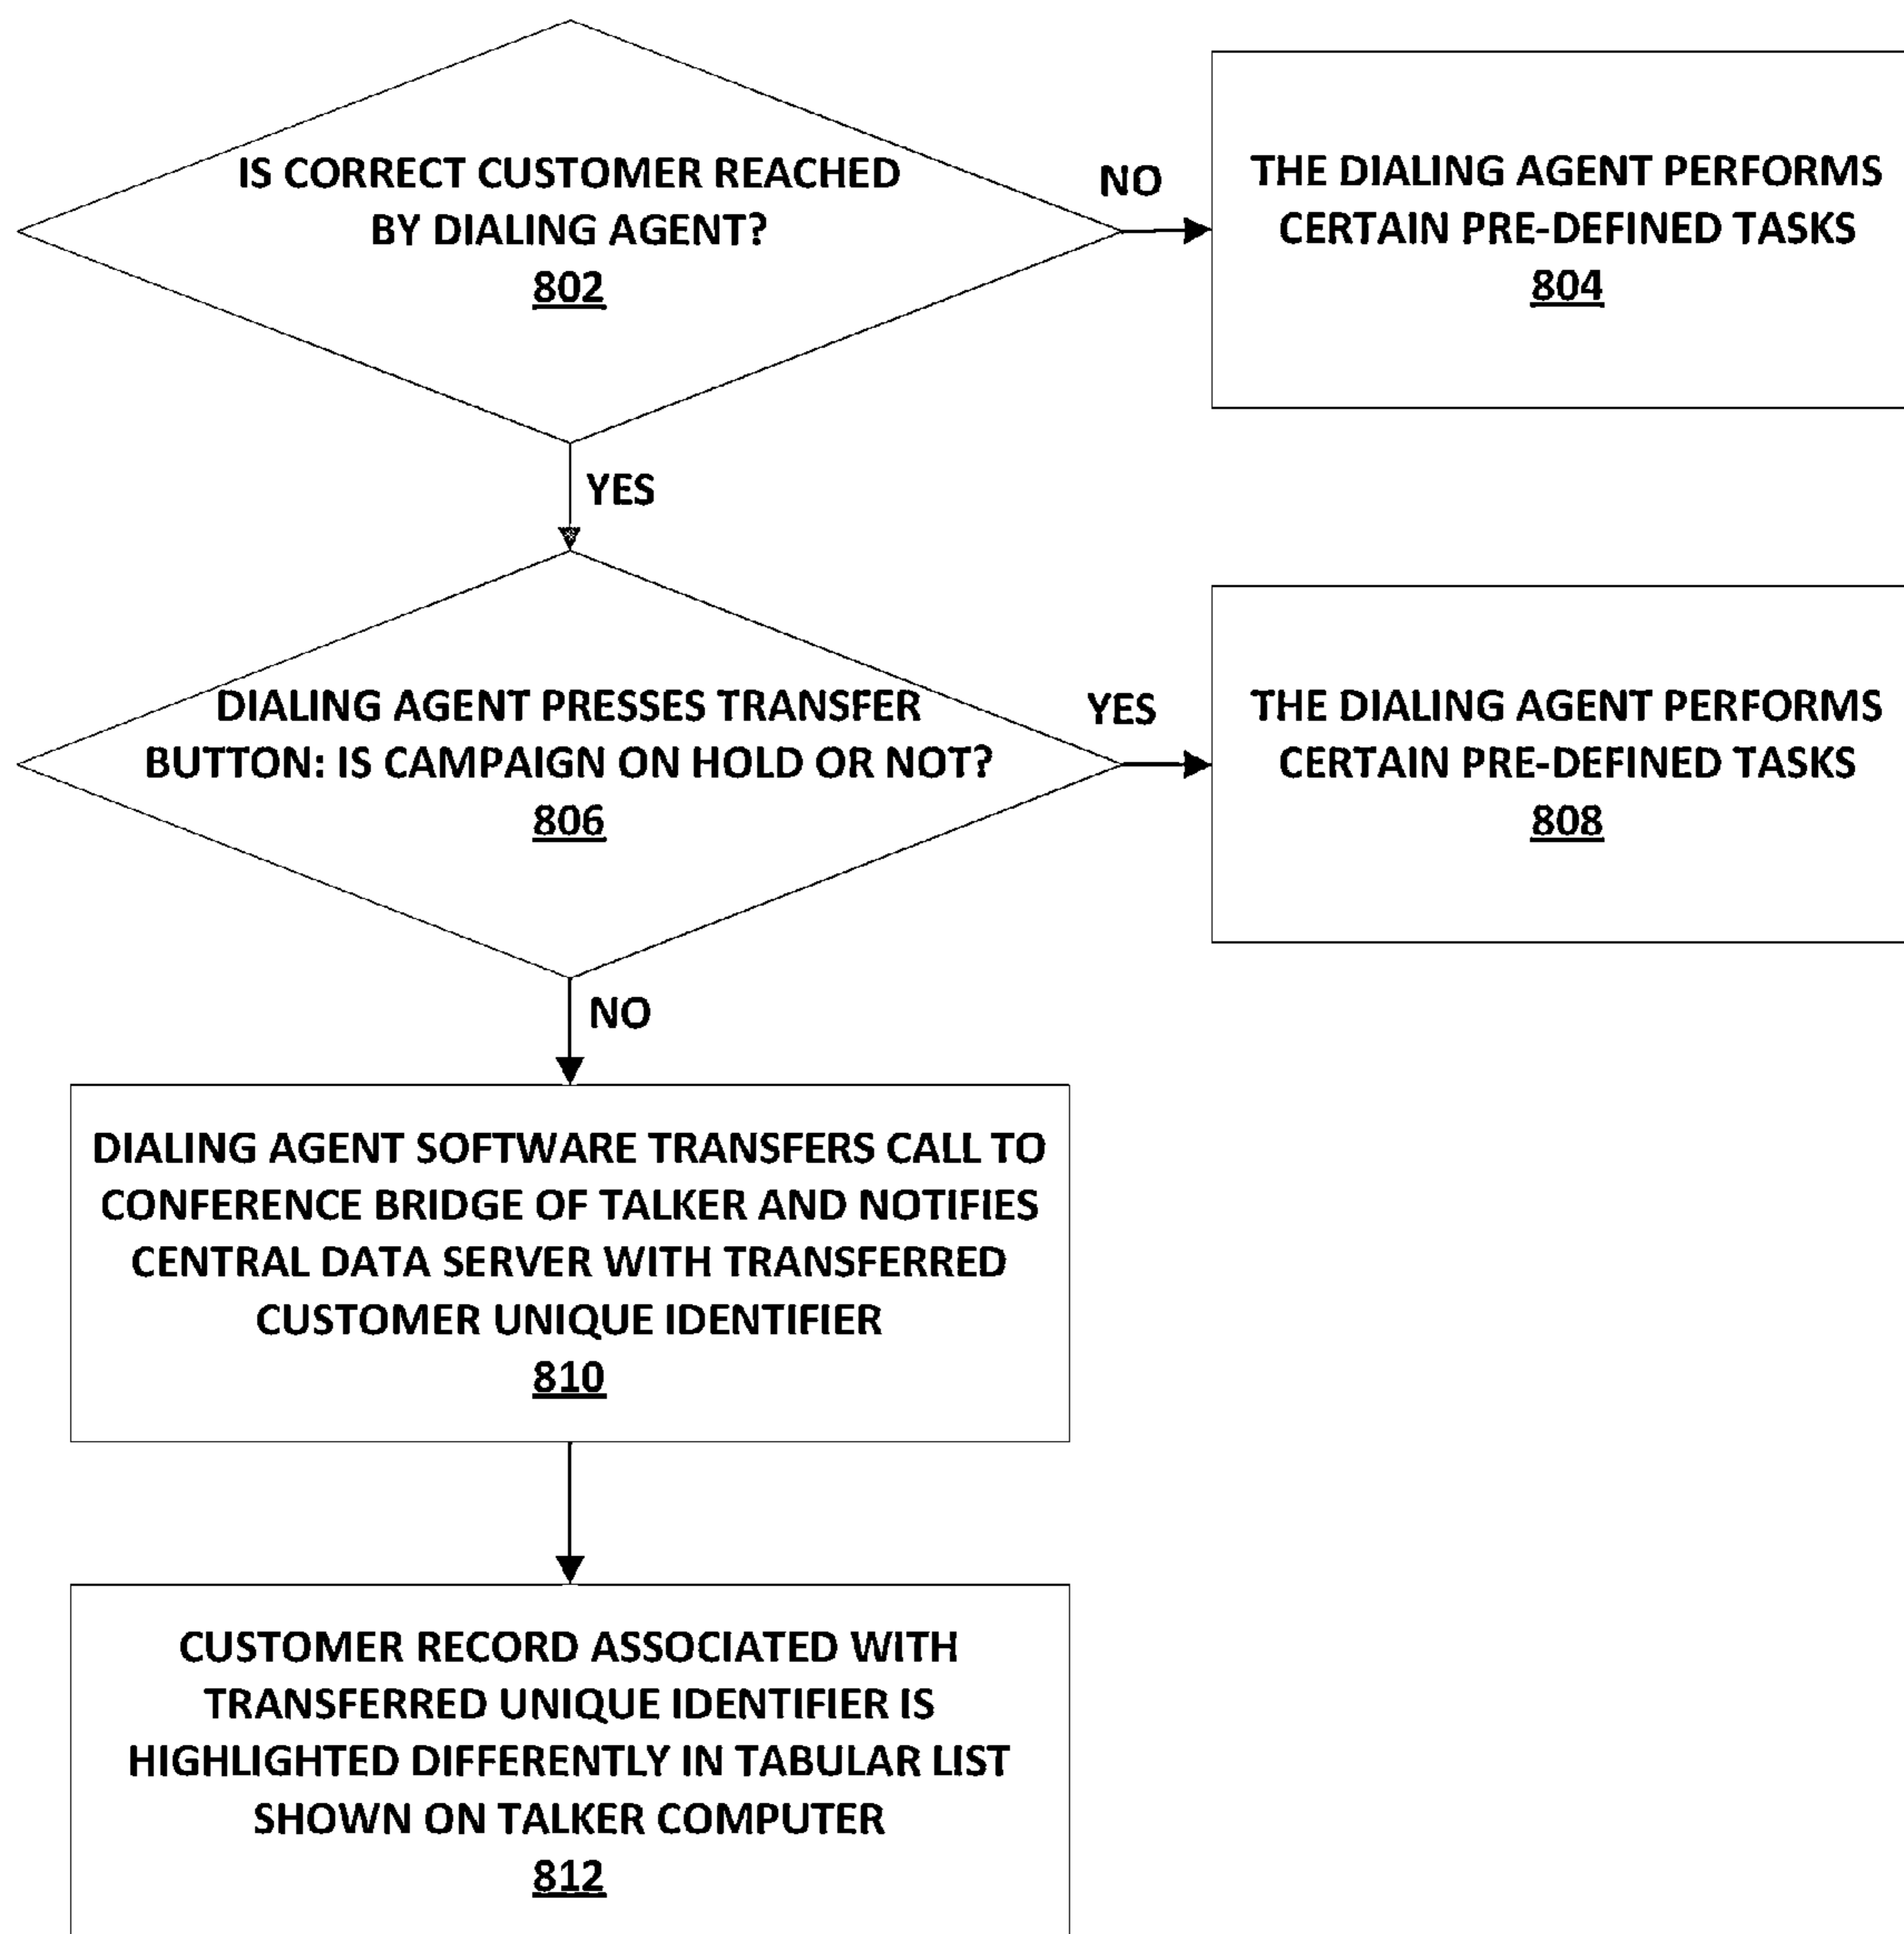 IS CORRECT CUSTOMER REACHED
BY DIALING AGENT?
802
NO
THE DIALING AGENT PERFORMS
CERTAIN PRE-DEFINED TASKS
804
YES
DIALING AGENT PRESSES TRANSFER
BUTTON: IS CAMPAIGN ON HOLD OR NOT?
806
YES
THE DIALING AGENT PERFORMS
CERTAIN PRE-DEFINED TASKS
808
NO
DIALING AGENT SOFTWARE TRANSFERS CALL TO
CONFERENCE BRIDGE OF TALKER AND NOTIFIES
CENTRAL DATA SERVER WITH TRANSFERRED
CUSTOMER UNIQUE IDENTIFIER
810
CUSTOMER RECORD ASSOCIATED WITH
TRANSFERRED UNIQUE IDENTIFIER IS
HIGHLIGHTED DIFFERENTLY IN TABULAR LIST
SHOWN ON TALKER COMPUTER
812